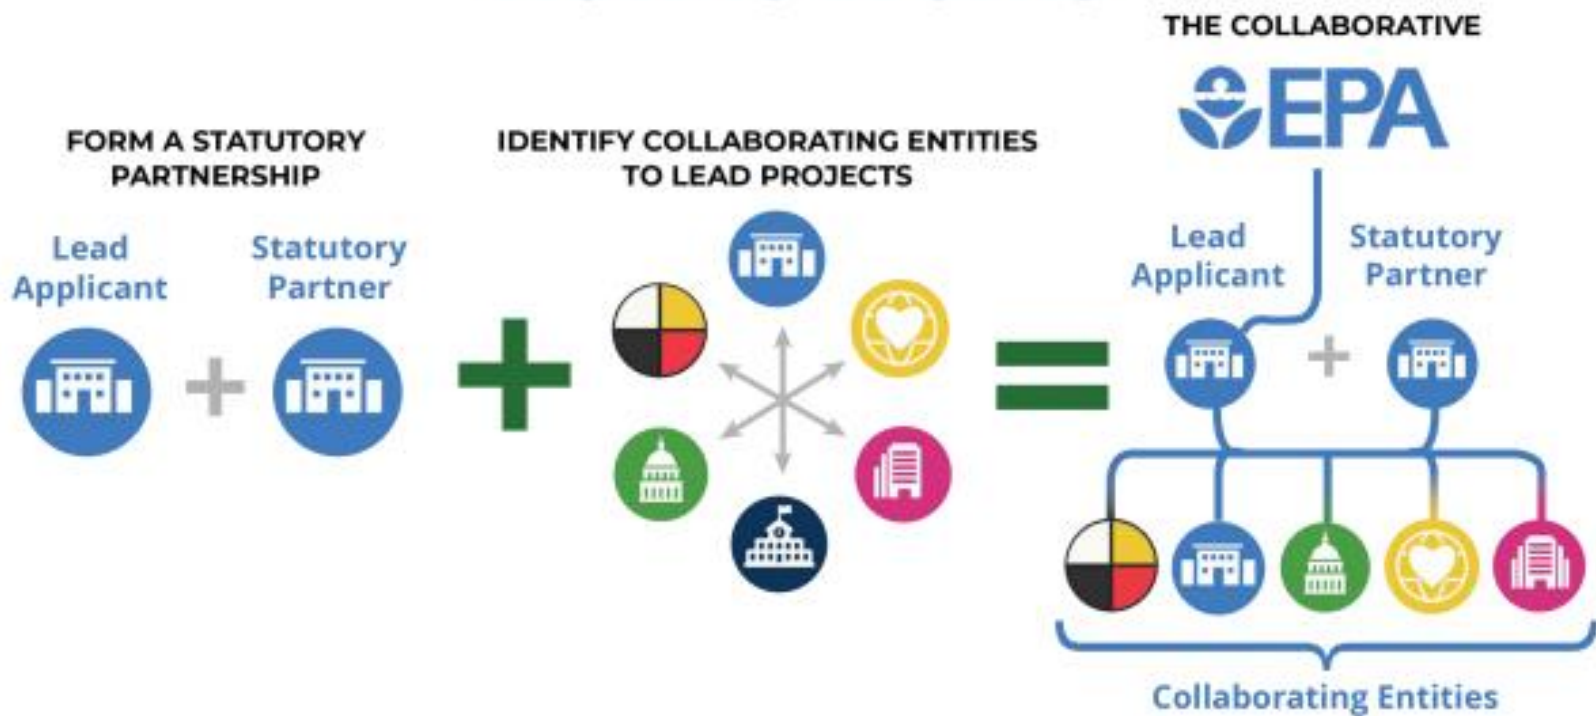 FORM A STATUTORY
PARTNERSHIP
Lead
Applicant
Statutory
Partner
IDENTIFY COLLABORATING ENTITIES
TO LEAD PROJECTS
THE COLLABORATIVE
EPA
Lead
Applicant
Statutory
Partner
Collaborating Entities